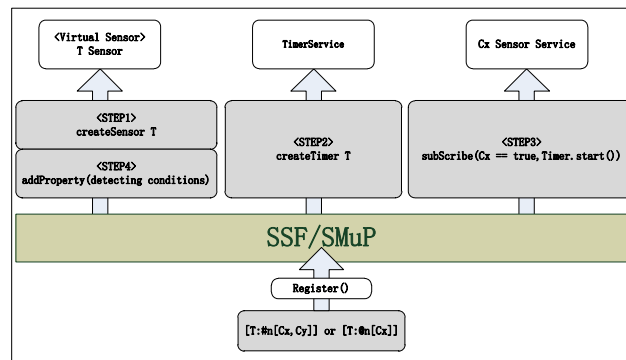 <Virtual Sensor>
T Sensor
TimerService
Cx Sensor Service
<STEP1>
createSensor T
<STEP4>
addProperty(detecting conditions)
<STEP2>
createTimer T
<STEP3>
subScribe(Cx == true,Timer.start())
SSF/SMuP
Register()
[T:#n[Cx,Cy]] or [T:@n[Cx]]